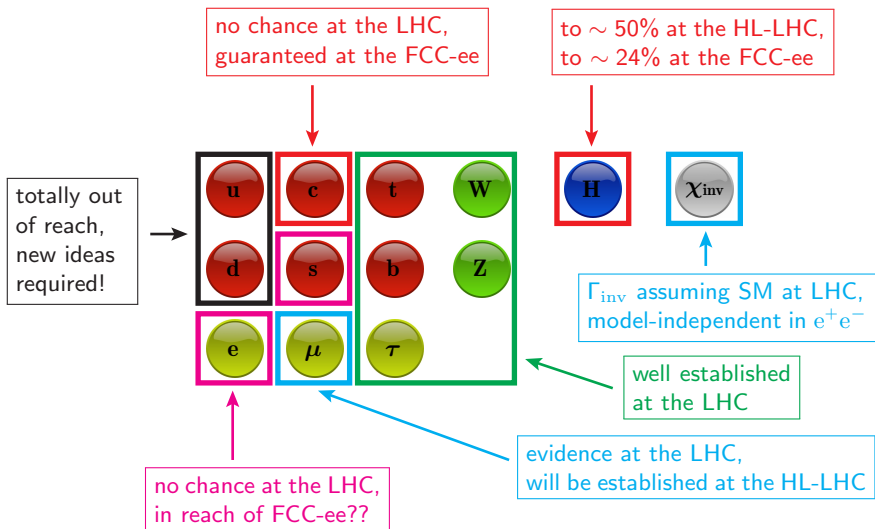 no chance at the LHC,
guaranteed at the FCC-ee
to ∼ 50% at the HL-LHC,
to ∼ 24% at the FCC-ee
totally out
of reach,
new ideas
required!
u c t W H χinv
d s b Z
e μ τ
Γinv assuming SM at LHC,
model-independent in e⁺e⁻
well established
at the LHC
evidence at the LHC,
will be established at the HL-LHC
no chance at the LHC,
in reach of FCC-ee??